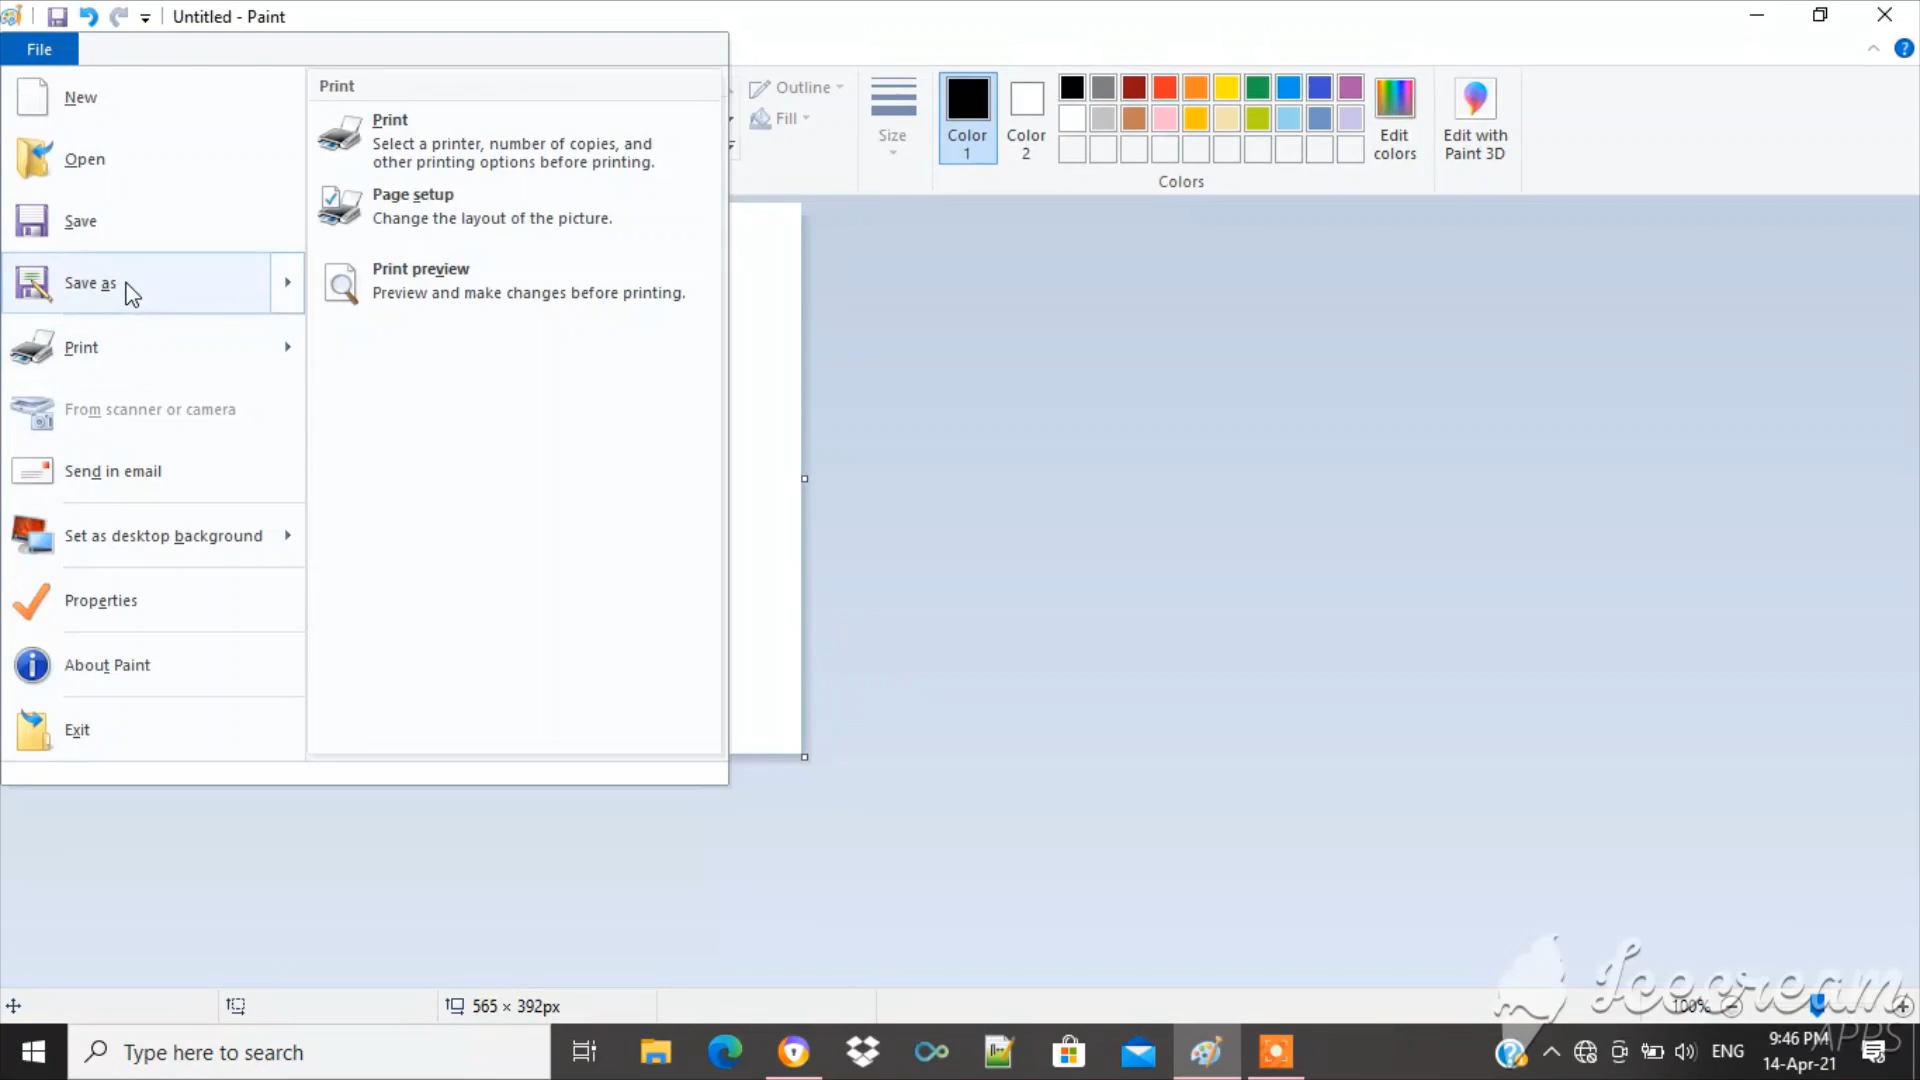 Untitled - Paint
File
New
Open
Save
Save as
Print
From scanner or camera
Send in email
Set as desktop background
Properties
About Paint
Exit
Print
Print
Select a printer, number of copies, and
other printing options before printing.
Page setup
Change the layout of the picture.
Print preview
Preview and make changes before printing.
Outline
Fill
Size
Color
1
Color
2
Edit
colors
Edit with
Paint 3D
Colors
565 × 392px
100%
Icecream
APPS
Type here to search
ENG
9:46 PM
14-Apr-21